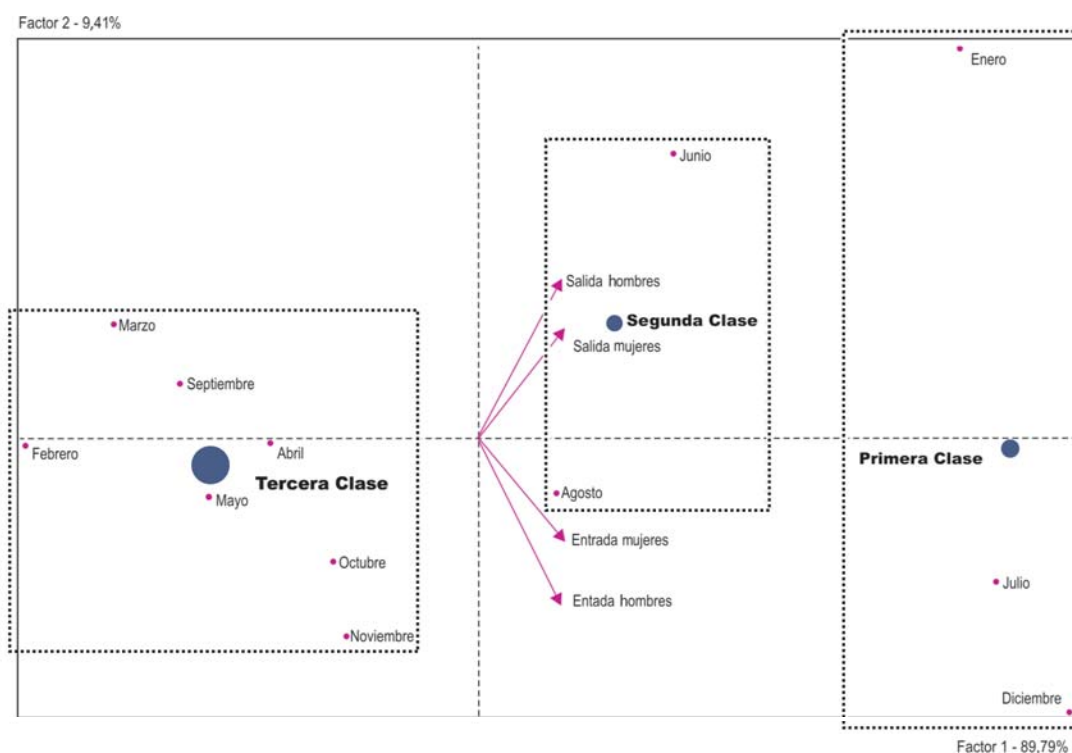 Factor 2 - 9,41%
Enero
Junio
Salida hombres
Segunda Clase
Marzo
Salida mujeres
Septiembre
Febrero
Abril
Primera Clase
Tercera Clase
Mayo
Agosto
Entrada mujeres
Octubre
Julio
Entada hombres
Noviembre
Diciembre
Factor 1 - 89,79%